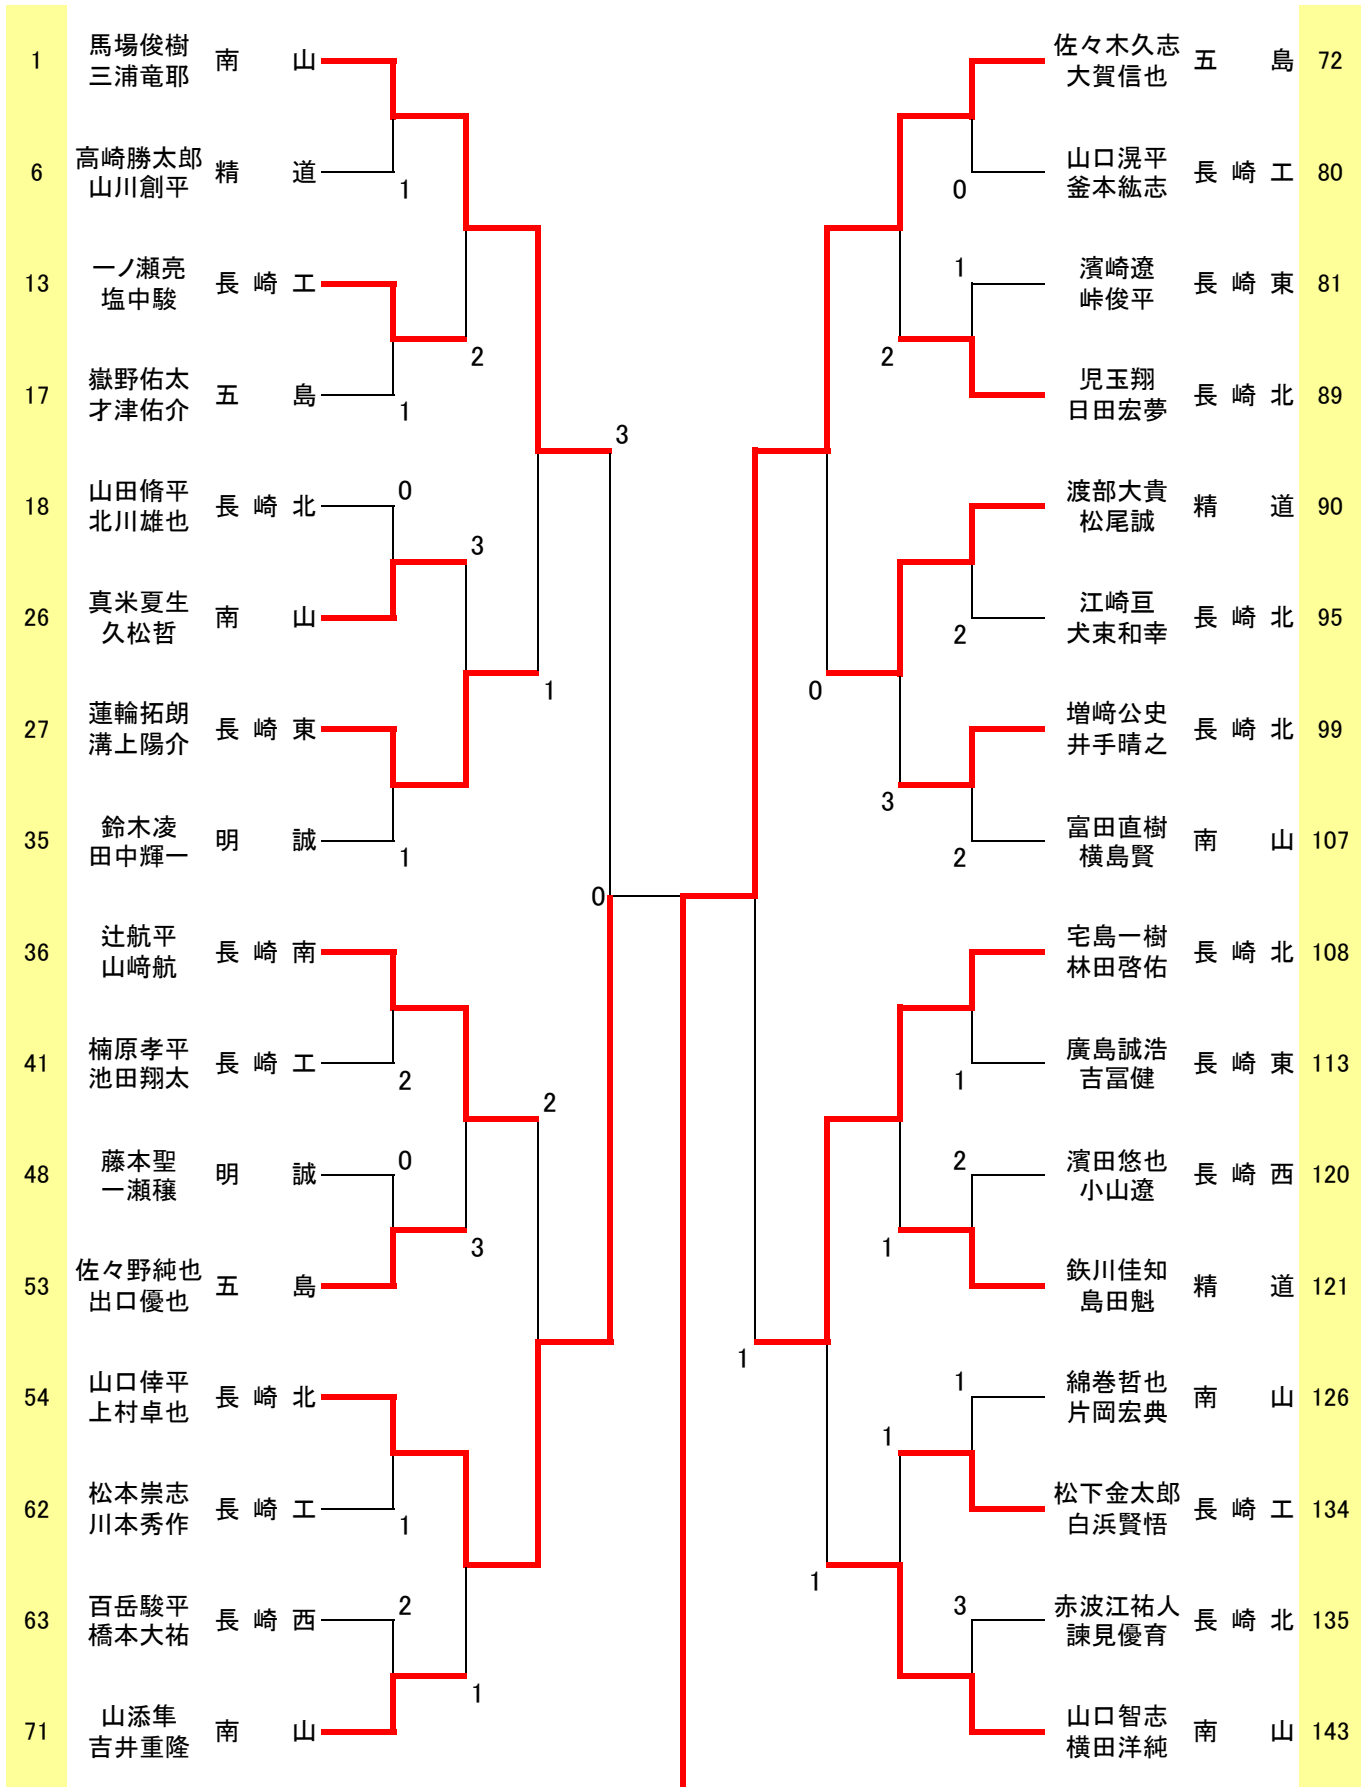 1 馬場俊樹 三浦竜耶 南山
6 高崎勝太郎 山川創平 精道
1
13 一ノ瀬亮 塩中駿 長崎工
2
17 嶽野佑太 才津佑介 五島
1
3
18 山田脩平 北川雄也 長崎北
0
3
26 真米夏生 久松哲 南山
1
27 蓮輪拓朗 溝上陽介 長崎東
35 鈴木凌 田中輝一 明誠
1
0
36 辻航平 山﨑航 長崎南
41 楠原孝平 池田翔太 長崎工
2
2
48 藤本聖 一瀬穣 明誠
0
3
53 佐々野純也 出口優也 五島
54 山口倖平 上村卓也 長崎北
62 松本崇志 川本秀作 長崎工
1
63 百岳駿平 橋本大祐 長崎西
2
1
71 山添隼 吉井重隆 南山
佐々木久志 大賀信也 五島 72
山口滉平 釜本紘志 長崎工 80
0
1
濱崎遼 峠俊平 長崎東 81
2
児玉翔 日田宏夢 長崎北 89
渡部大貴 松尾誠 精道 90
江崎亘 犬束和幸 長崎北 95
2
0
増﨑公史 井手晴之 長崎北 99
3
富田直樹 横島賢 南山 107
2
宅島一樹 林田啓佑 長崎北 108
廣島誠浩 吉冨健 長崎東 113
1
2
濱田悠也 小山遼 長崎西 120
1
鉃川佳知 島田魁 精道 121
1
1
綿巻哲也 片岡宏典 南山 126
1
松下金太郎 白浜賢悟 長崎工 134
1
3
赤波江祐人 諫見優育 長崎北 135
山口智志 横田洋純 南山 143